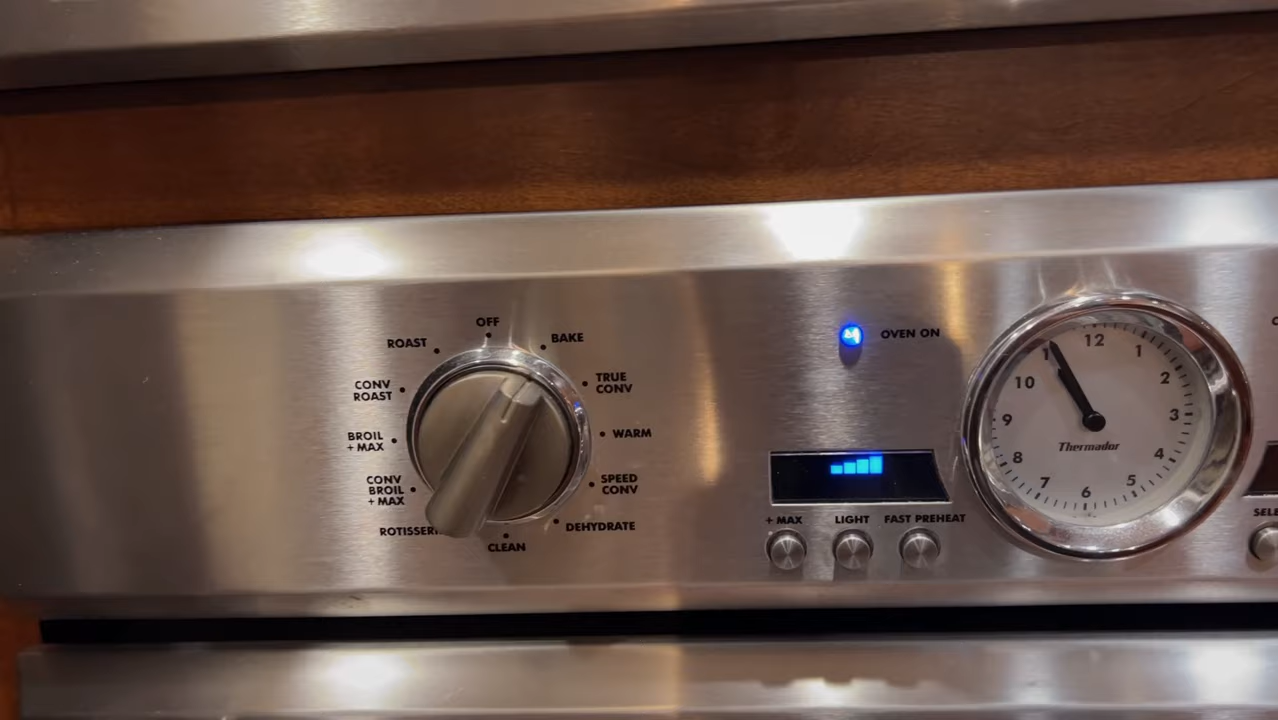 OFF
ROAST
BAKE
CONV
ROAST
TRUE
CONV
BROIL
+ MAX
WARM
CONV
BROIL
+ MAX
SPEED
CONV
DEHYDRATE
CLEAN
OVEN ON
+ MAX
LIGHT
FAST PREHEAT
12
1
2
3
4
5
6
7
8
9
10
Thermador